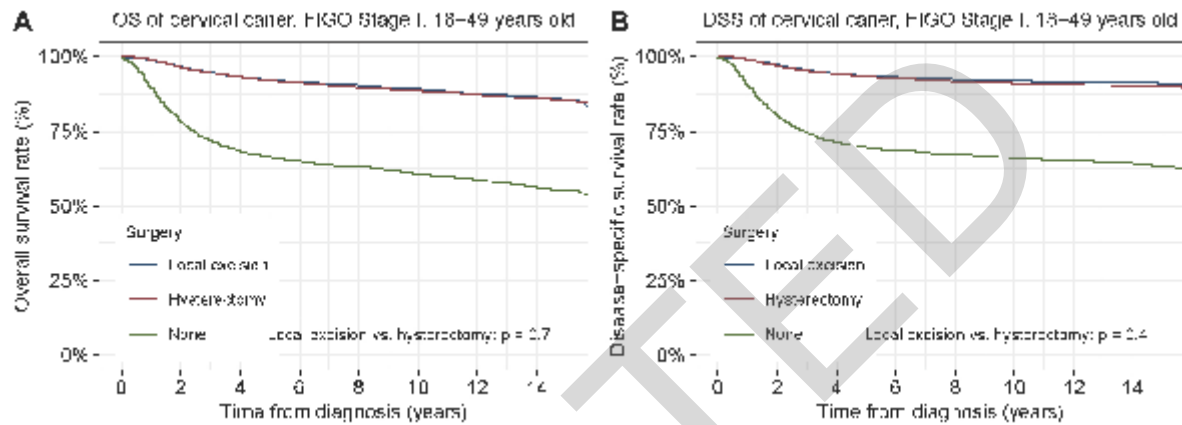 A
OS of cervical caner, FIGO Stage I, 18-49 years old
100%
75%
50%
25%
0%
Overall survival rate (%)
Surgery
Local excision
Hysterectomy
None
Local excision vs. hysterectomy: p = 0.7
0 2 4 6 8 10 12 14
Time from diagnosis (years)
B
DSS of cervical caner, FIGO Stage I, 18-49 years old
100%
75%
50%
25%
0%
Disease-specific survival rate (%)
Surgery
Local excision
Hysterectomy
None
Local excision vs. hysterectomy: p = 0.4
0 2 4 6 8 10 12 14
Time from diagnosis (years)
TED